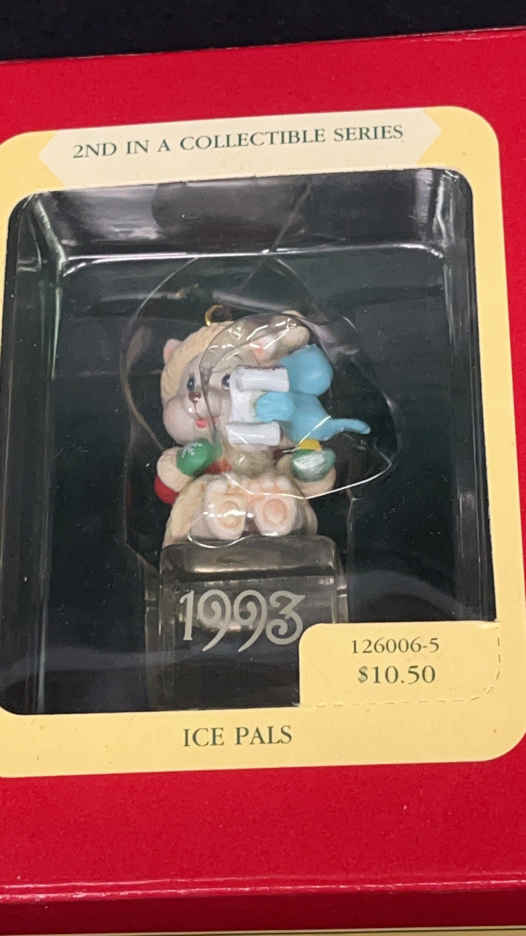 2ND IN A COLLECTIBLE SERIES
1993
126006-5
$10.50
ICE PALS